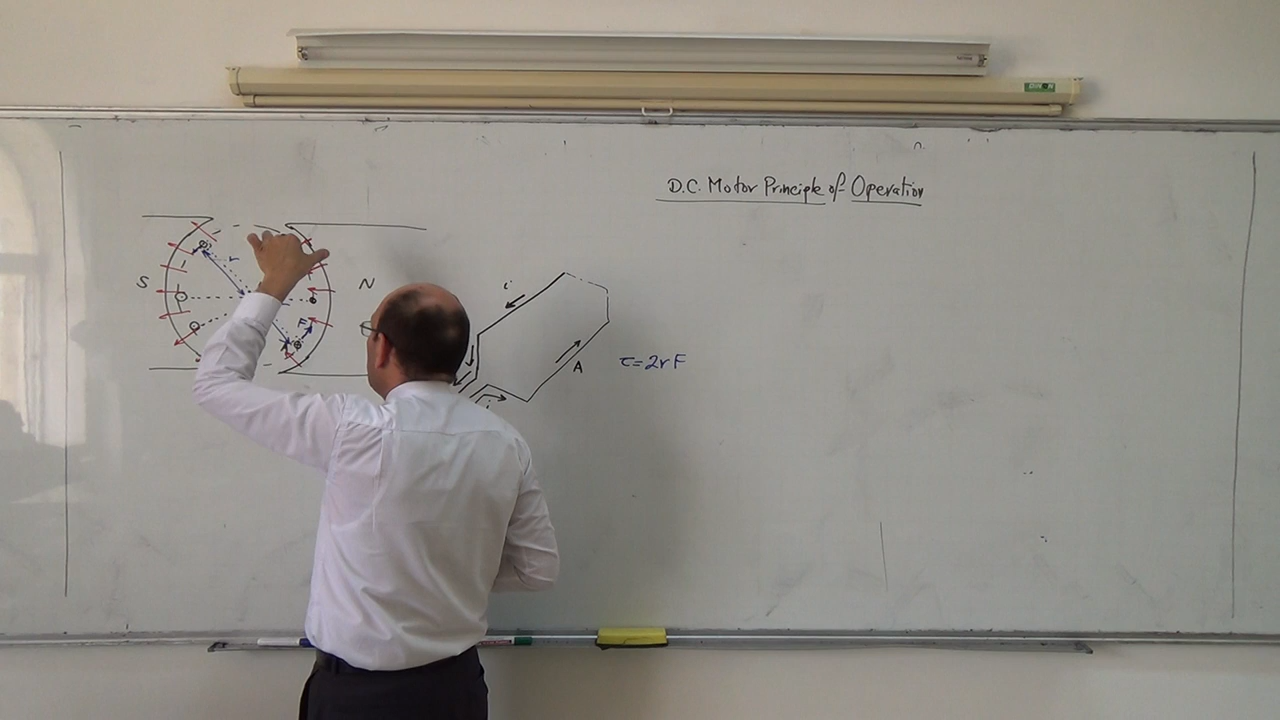 D.C. Motor Principle of Operation
S
r
N
F
i
A
τ=2rF
i